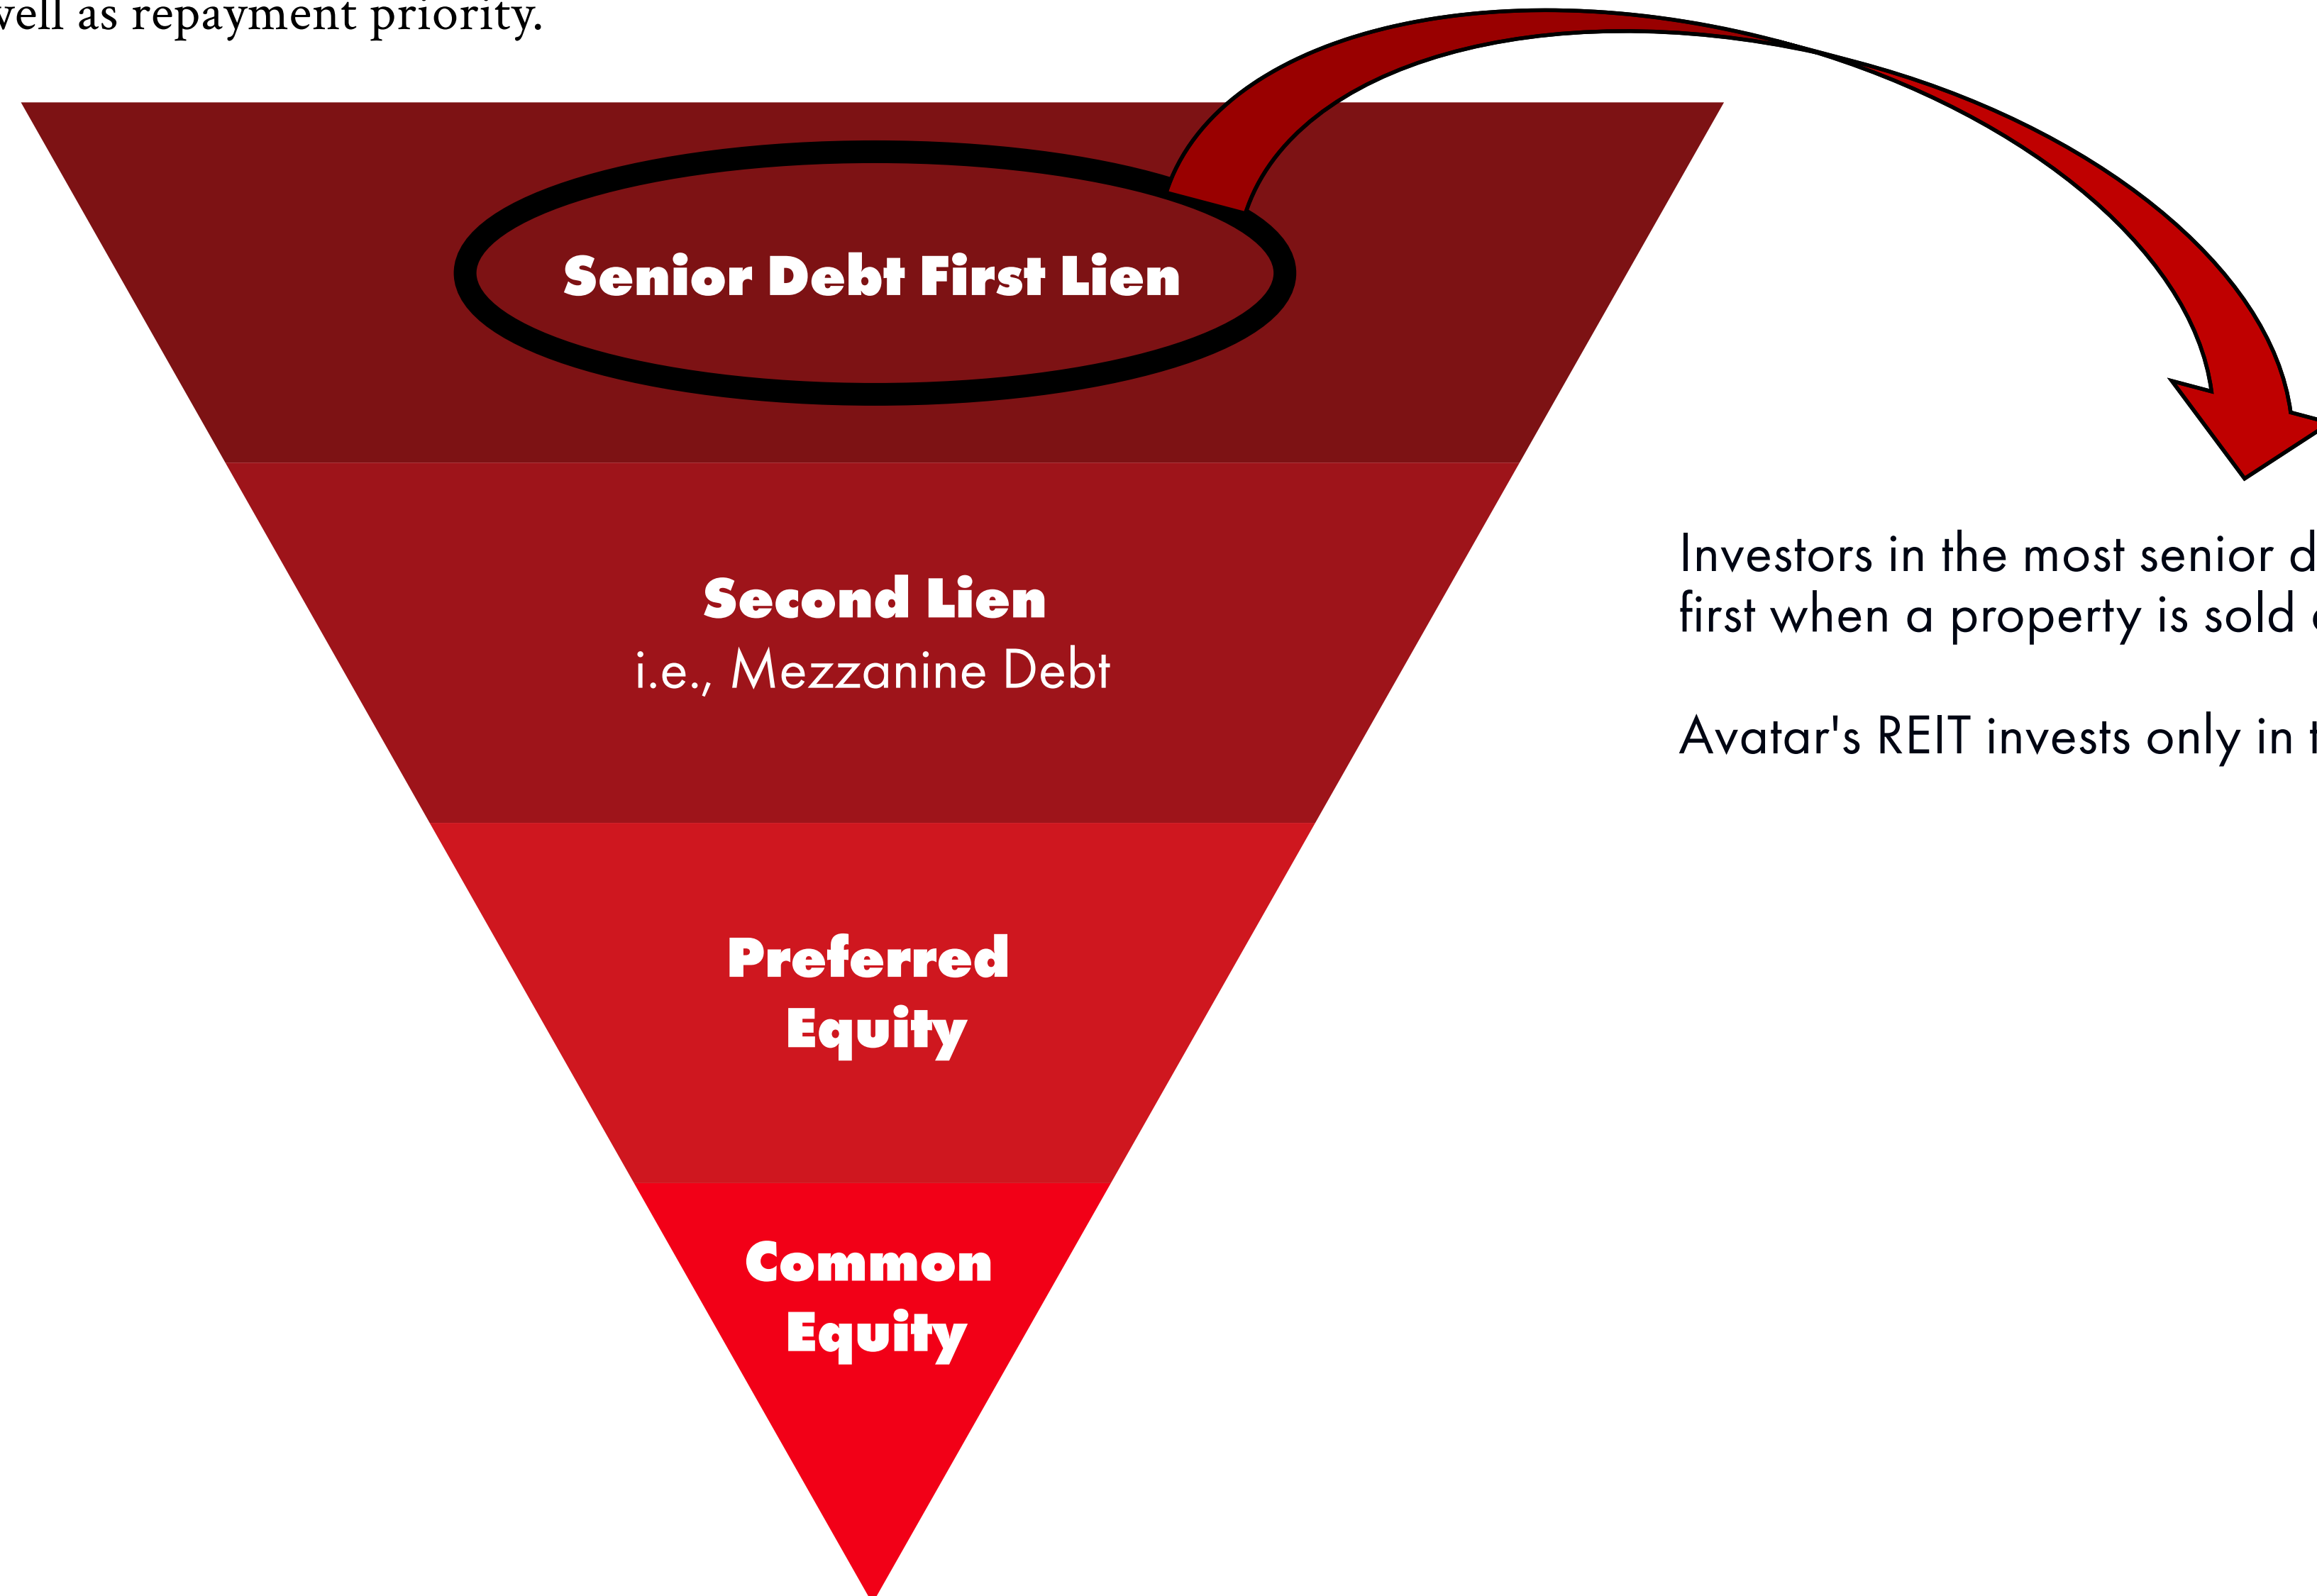 as repayment priority.
Senior Debt First Lien
Second Lien
i.e., Mezzanine Debt
Preferred
Equity
Common
Equity
Investors in the most senior
first when a property is sold
Avatar's REIT invests only in